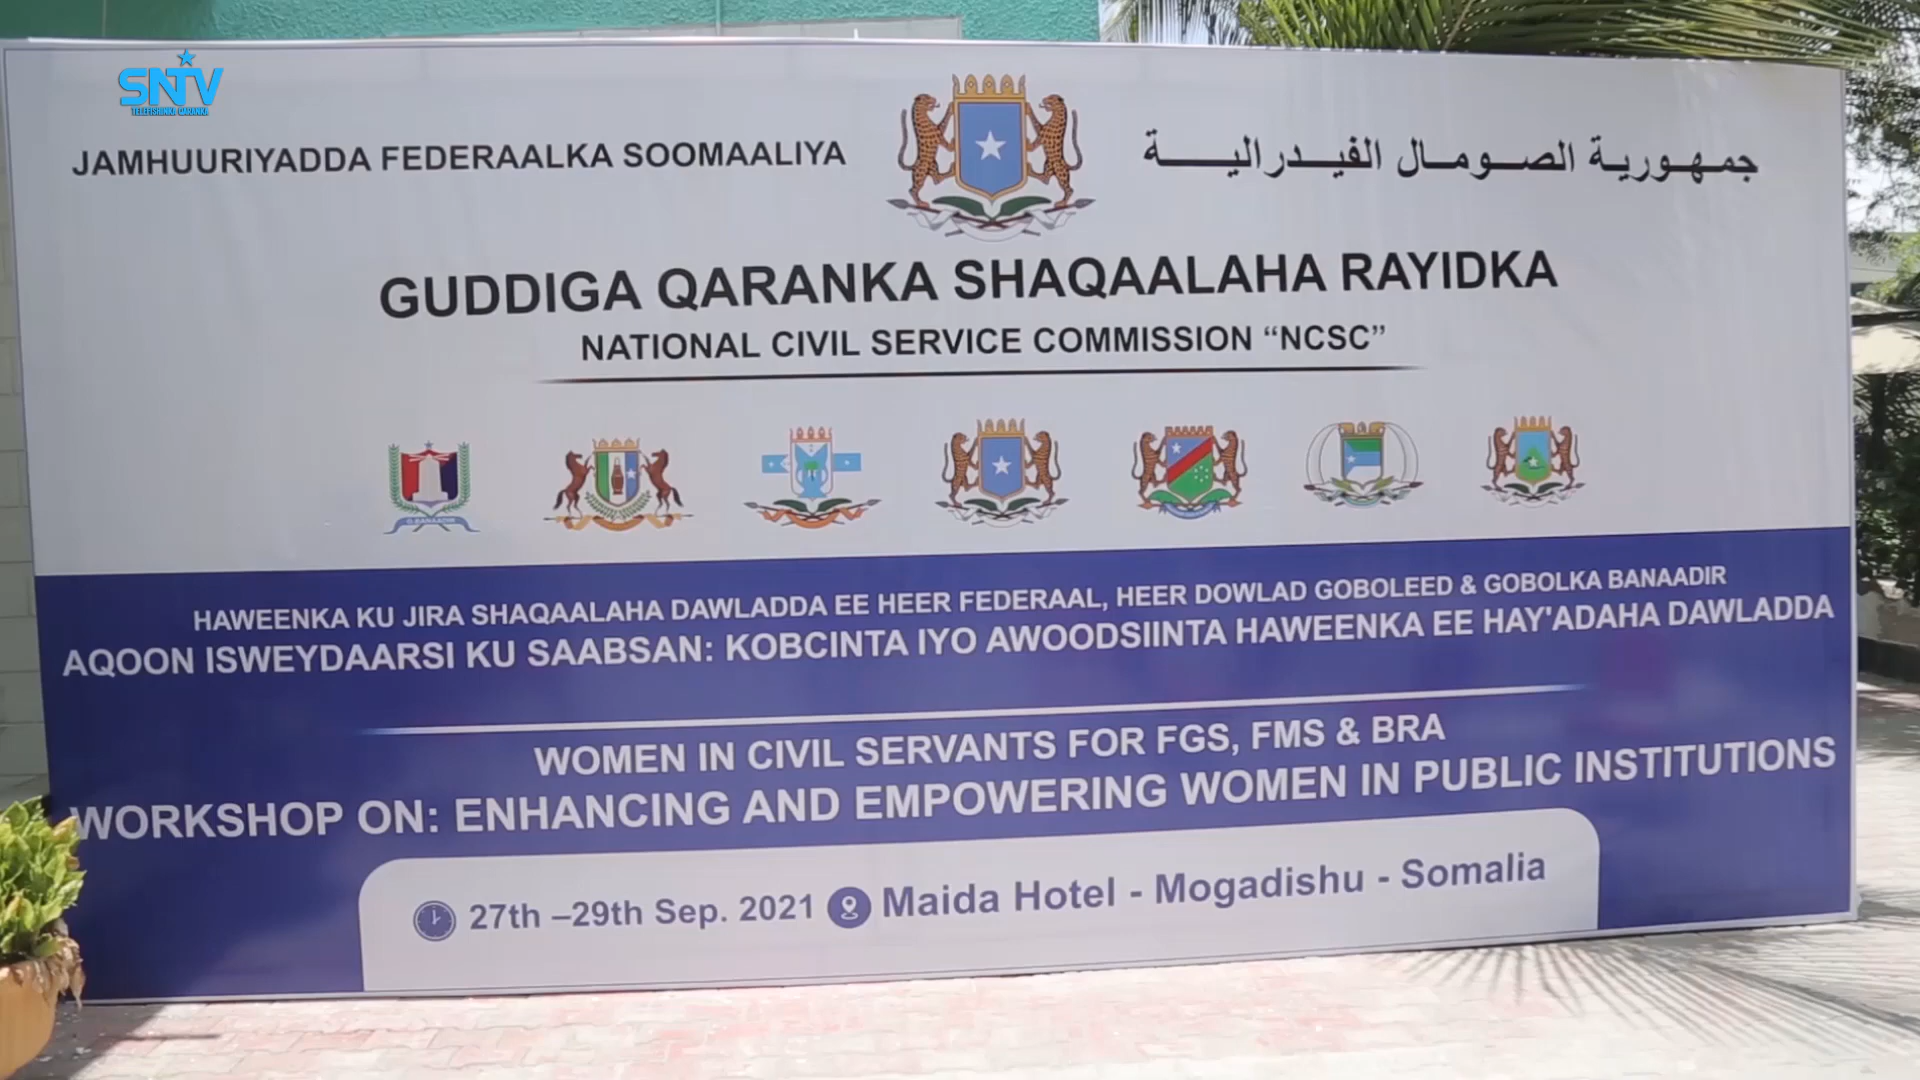 SNTV
TELEFISHINKA QARANKA
JAMHUURIYADDA FEDERAALKA SOOMAALIYA
جمهورية الصومال الفيدرالية
GUDDIGA QARANKA SHAQAALAHA RAYIDKA
NATIONAL CIVIL SERVICE COMMISSION “NCSC”
G.BANAADIR
HAWEENKA KU JIRA SHAQAALAHA DAWLADDA EE HEER FEDERAAL, HEER DOWLAD GOBOLEED & GOBOLKA BANAADIR
AQOON ISWEYDAARSI KU SAABSAN: KOBCINTA IYO AWOODSIINTA HAWEENKA EE HAY'ADAHA DAWLADDA
WOMEN IN CIVIL SERVANTS FOR FGS, FMS & BRA
WORKSHOP ON: ENHANCING AND EMPOWERING WOMEN IN PUBLIC INSTITUTIONS
27th –29th Sep. 2021 Maida Hotel - Mogadishu - Somalia